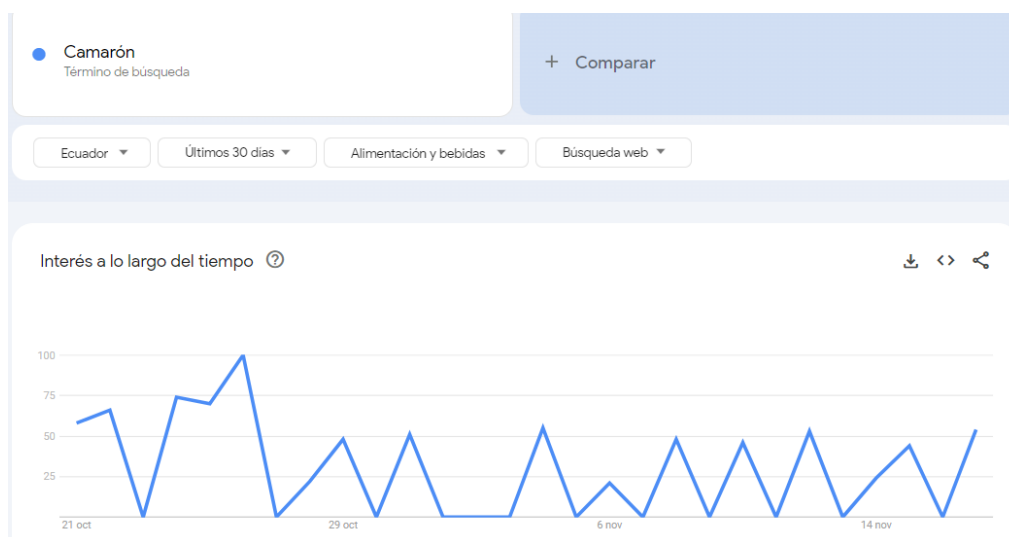 Camarón
Término de búsqueda
+ Comparar
Ecuador
Últimos 30 días
Alimentación y bebidas
Búsqueda web
Interés a lo largo del tiempo
100
75
50
25
21 oct
29 oct
6 nov
14 nov